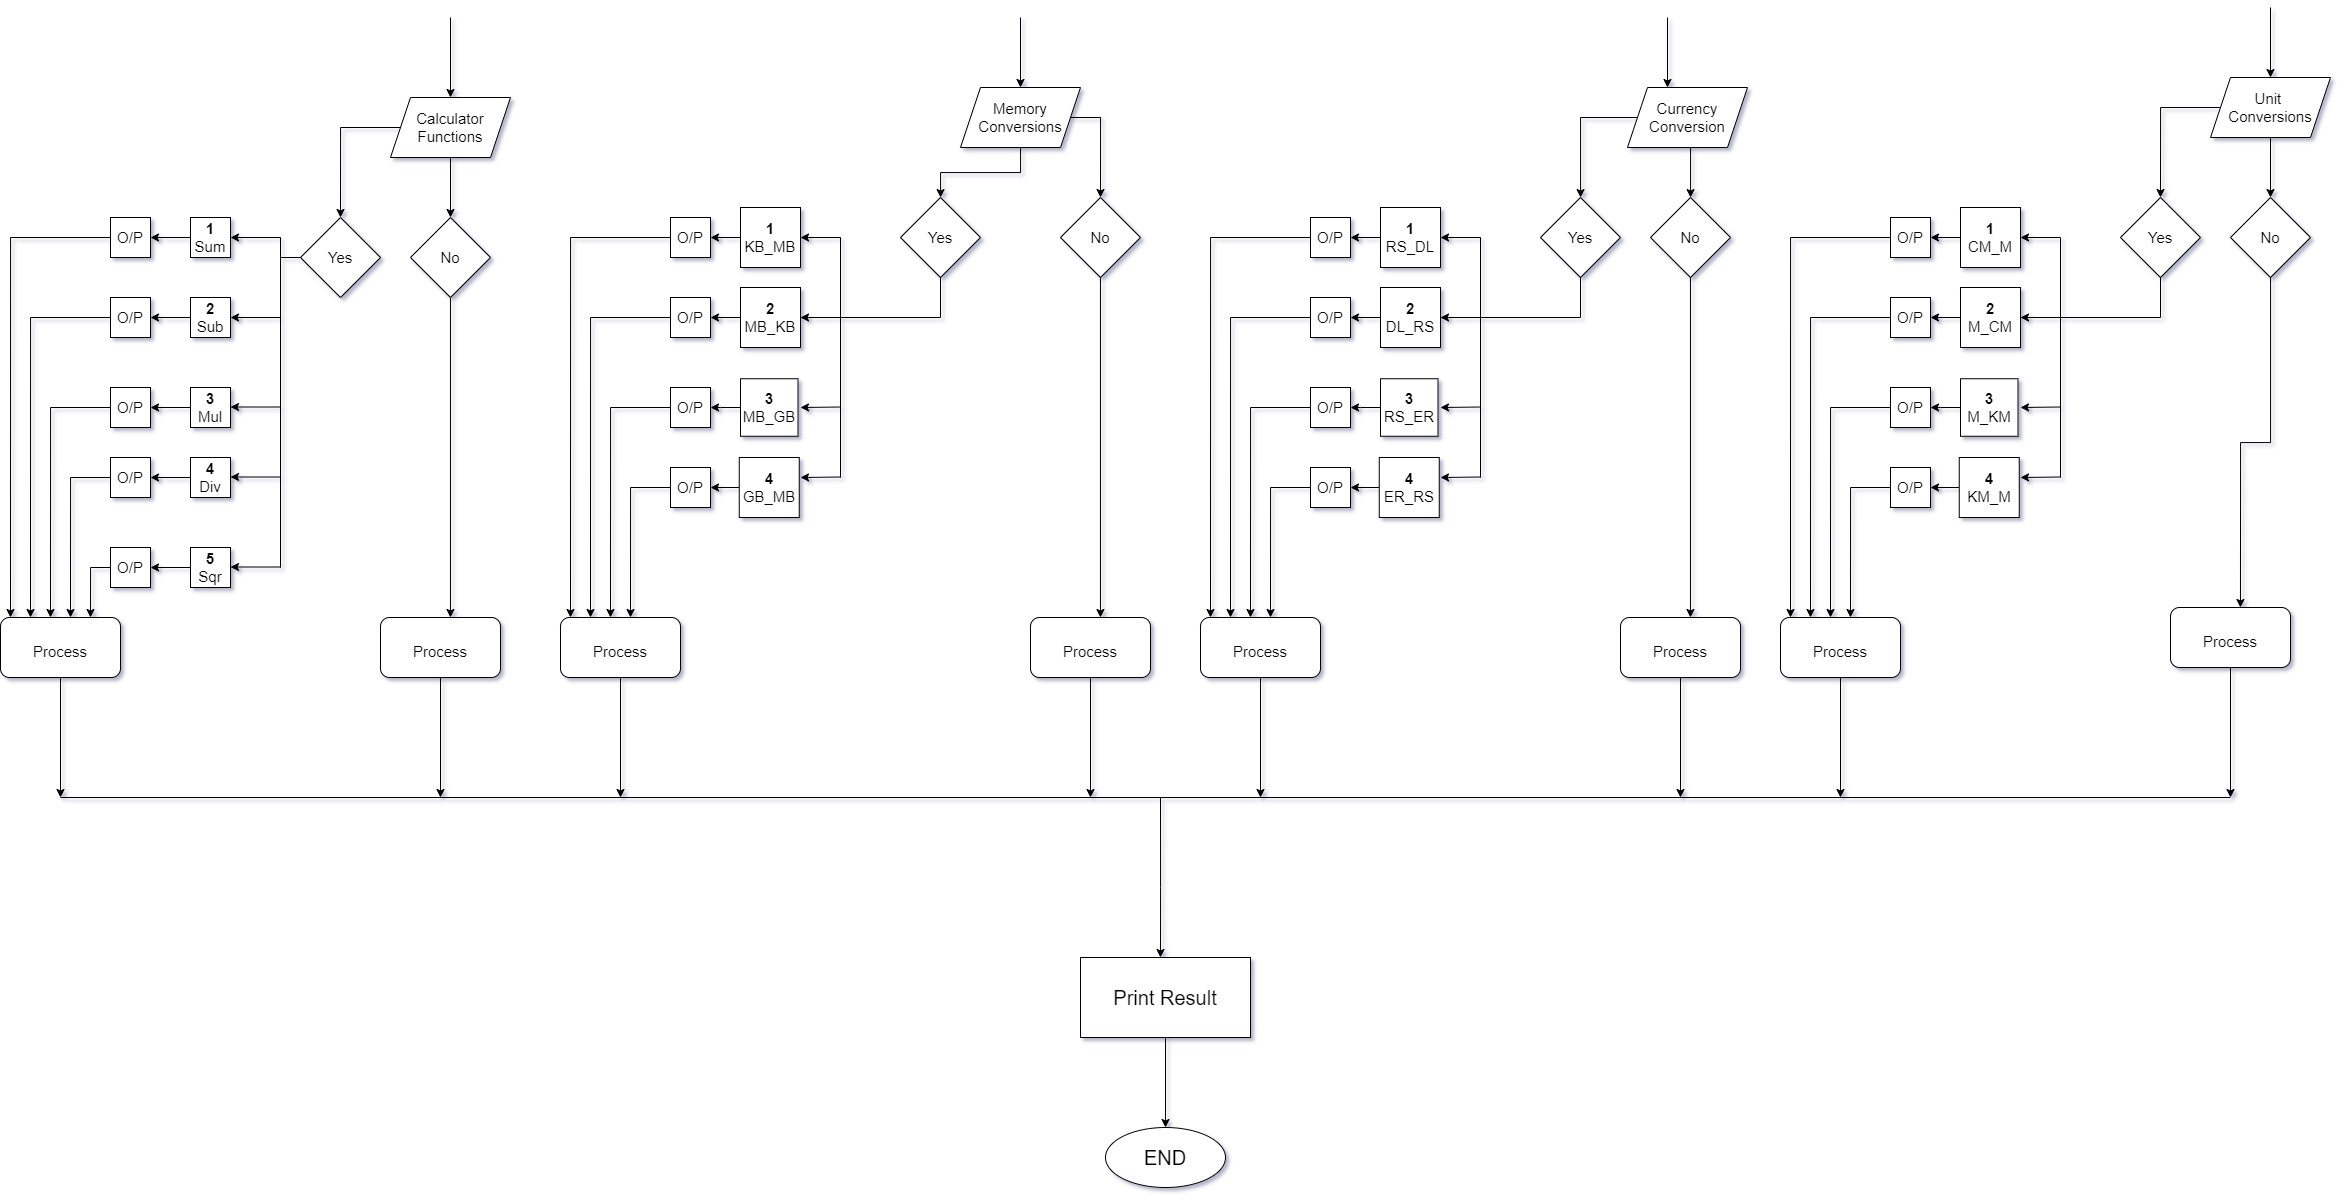 Calculator
Functions
Yes
No
O/P
1
Sum
O/P
2
Sub
O/P
3
Mul
O/P
4
Div
O/P
5
Sqr
Process
Process
Memory
Conversions
Yes
No
O/P
1
KB_MB
O/P
2
MB_KB
O/P
3
MB_GB
O/P
4
GB_MB
Process
Process
Currency
Conversion
Yes
No
O/P
1
RS_DL
O/P
2
DL_RS
O/P
3
RS_ER
O/P
4
ER_RS
Process
Process
Unit
Conversions
Yes
No
O/P
1
CM_M
O/P
2
M_CM
O/P
3
M_KM
O/P
4
KM_M
Process
Process
Print Result
END